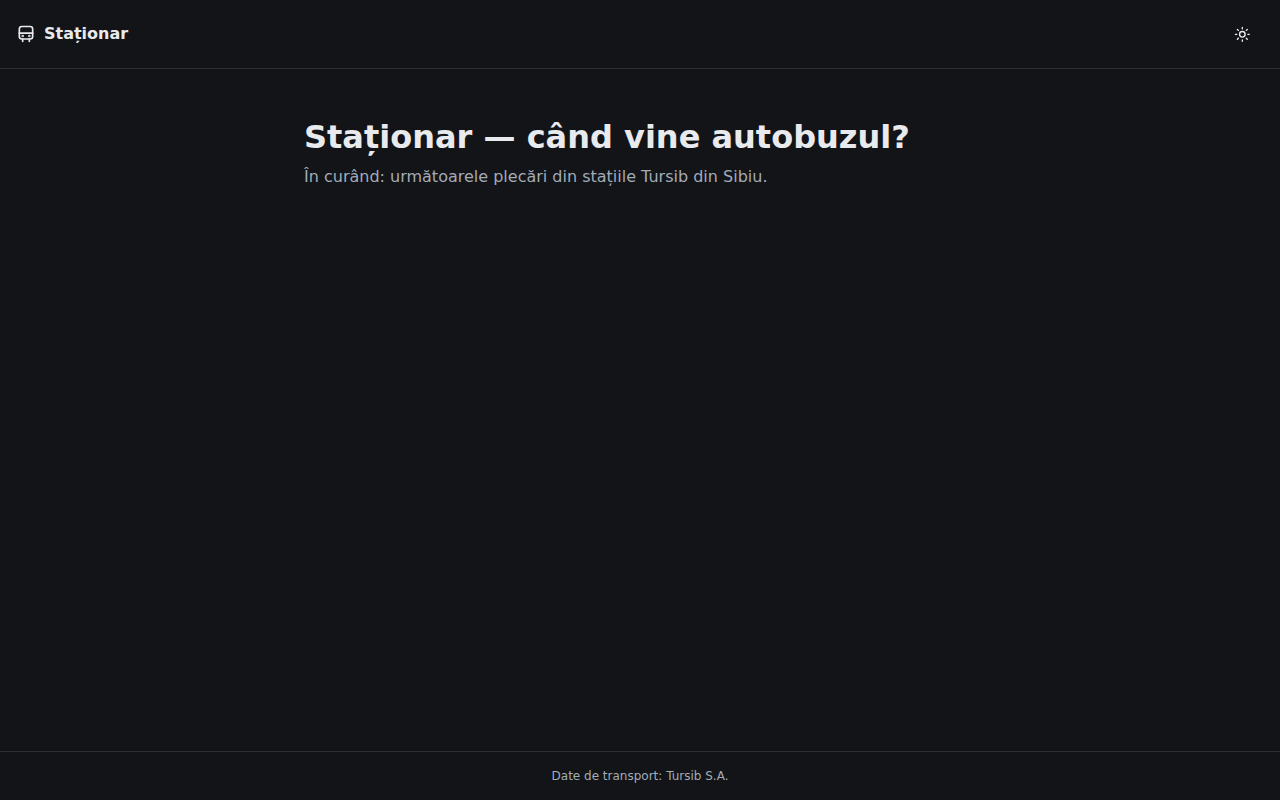 Staționar
Staționar — când vine autobuzul?
În curând: următoarele plecări din stațiile Tursib din Sibiu.
Date de transport: Tursib S.A.